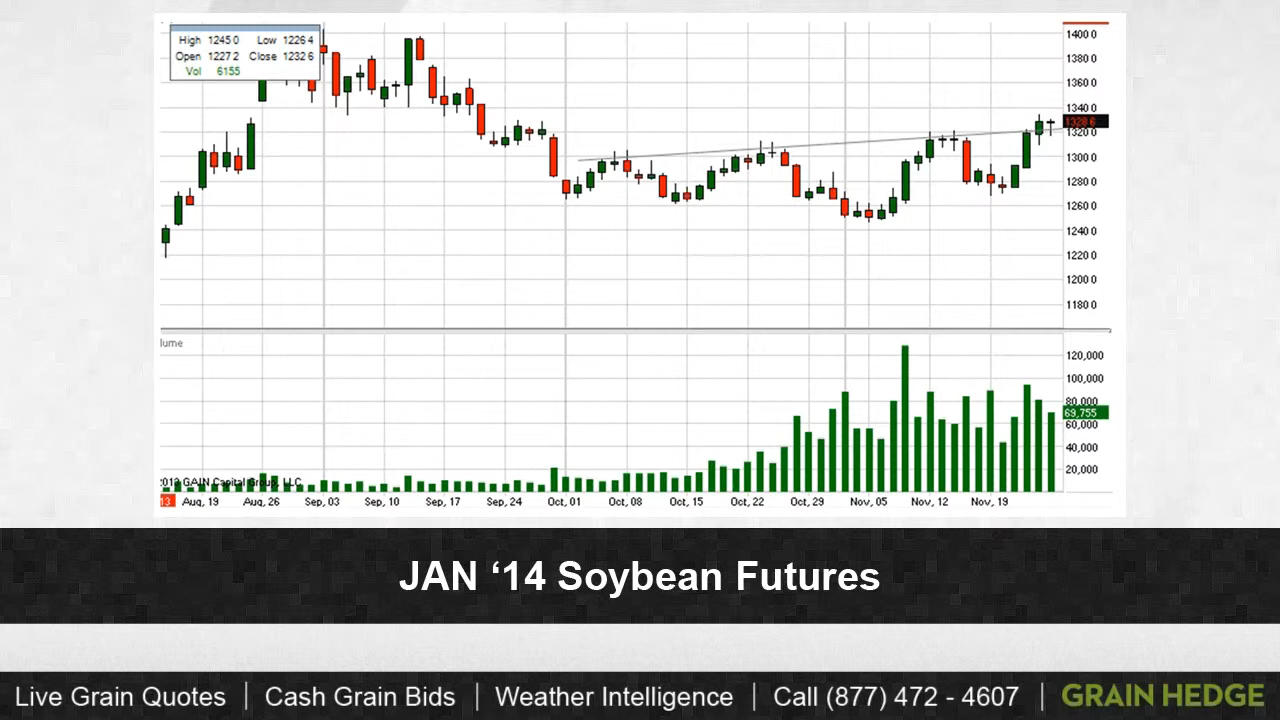 High 1245 0 Low 1226 4
Open 1227 2 Close 1232 6
Vol 6155
1400 0
1380 0
1360 0
1340 0
1328 6
1320 0
1300 0
1280 0
1260 0
1240 0
1220 0
1200 0
1180 0
lume
120,000
100,000
80,000
69,755
60,000
40,000
20,000
2013 GAIN Capital Group, LLC
13 Aug, 19 Aug, 26 Sep, 03 Sep, 10 Sep, 17 Sep, 24 Oct, 01 Oct, 08 Oct, 15 Oct, 22 Oct, 29 Nov, 05 Nov, 12 Nov, 19
JAN ‘14 Soybean Futures
Live Grain Quotes | Cash Grain Bids | Weather Intelligence | Call (877) 472 - 4607 | GRAIN HEDGE